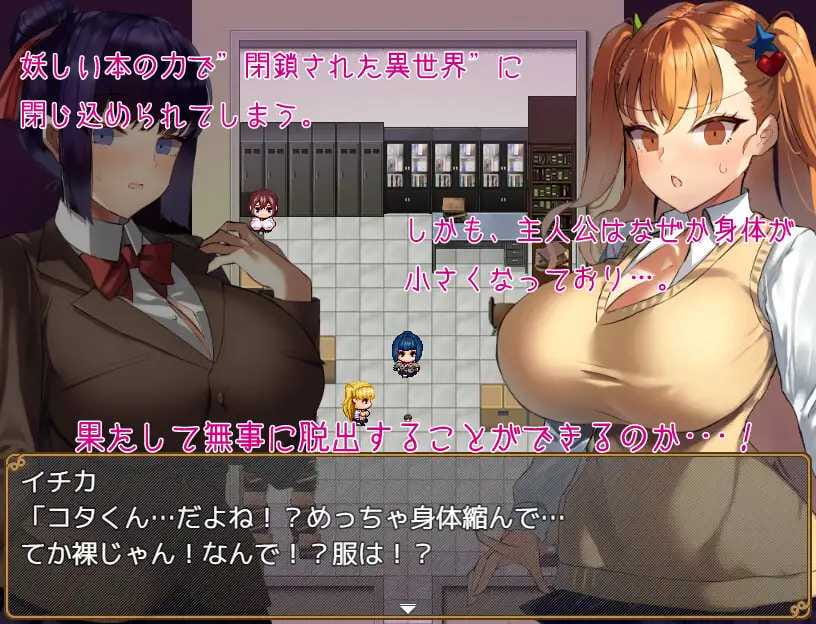 妖しい本の力で”閉鎖された異世界”に
閉じ込められてしまう。
しかも、主人公はなぜか身体が
小さくなっており…。
果たして無事に脱出することができるのか…！
イチカ
「コタくん…だよね！？めっちゃ身体縮んで…
てか裸じゃん！なんで！？服は！？